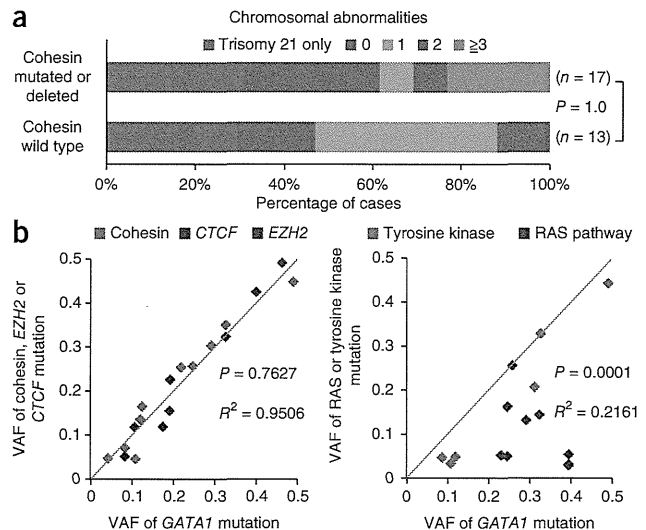 a
Chromosomal abnormalities
Trisomy 21 only 0 1 2 ≥3
Cohesin mutated or deleted
(n = 17)
P = 1.0
Cohesin wild type
(n = 13)
0% 20% 40% 60% 80% 100%
Percentage of cases
b
Cohesin CTCF EZH2
VAF of cohesin, EZH2 or CTCF mutation
0.5
0.4
0.3
0.2
0.1
0
P = 0.7627
R² = 0.9506
0 0.1 0.2 0.3 0.4 0.5
VAF of GATA1 mutation
Tyrosine kinase RAS pathway
VAF of RAS or tyrosine kinase mutation
0.5
0.4
0.3
0.2
0.1
0
P = 0.0001
R² = 0.2161
0 0.1 0.2 0.3 0.4 0.5
VAF of GATA1 mutation